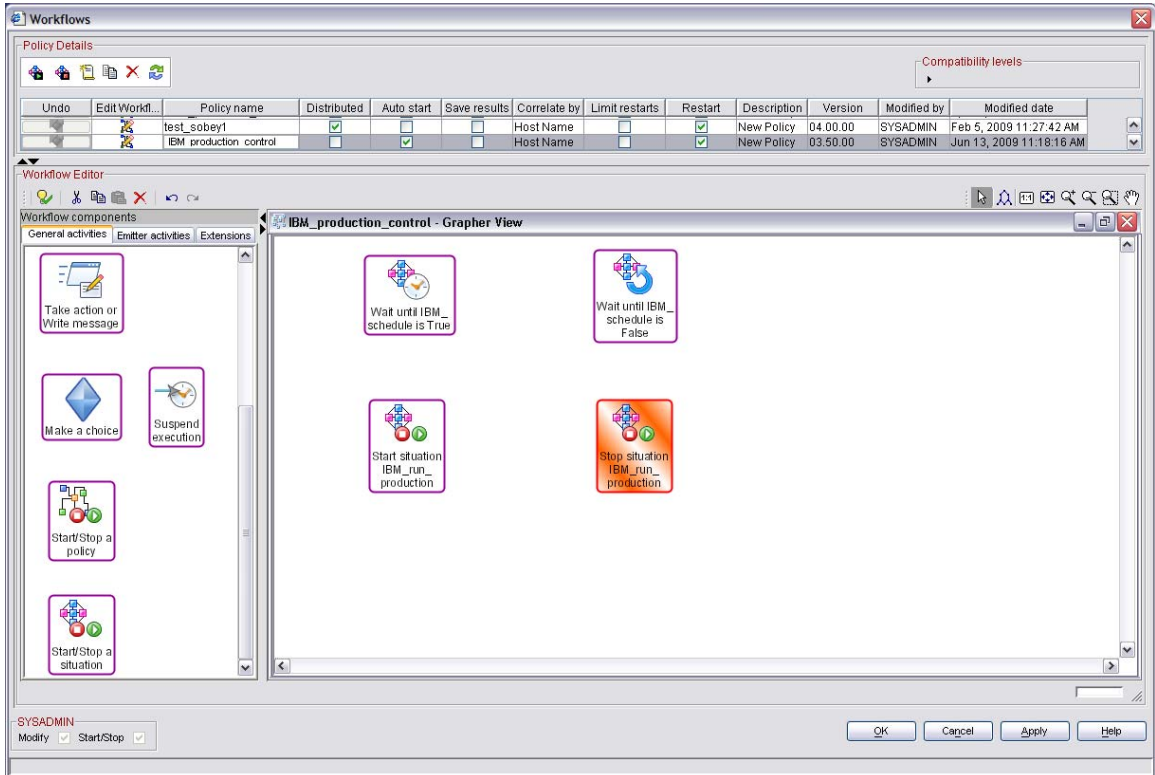 Workflows
Policy Details
Compatibility levels
Undo Edit Workfl... Policy name Distributed Auto start Save results Correlate by Limit restarts Restart Description Version Modified by Modified date
test_sobey1 Host Name New Policy 04.00.00 SYSADMIN Feb 5, 2009 11:27:42 AM
IBM_production_control Host Name New Policy 03.50.00 SYSADMIN Jun 13, 2009 11:18:16 AM
Workflow Editor
Workflow components
General activities Emitter activities Extensions
Take action or
Write message
Make a choice
Suspend
execution
Start/Stop a
policy
Start/Stop a
situation
IBM_production_control - Grapher View
Wait until IBM_
schedule is True
Wait until IBM_
schedule is
False
Start situation
IBM_run_
production
Stop situation
IBM_run_
production
SYSADMIN
Modify Start/Stop
OK Cancel Apply Help